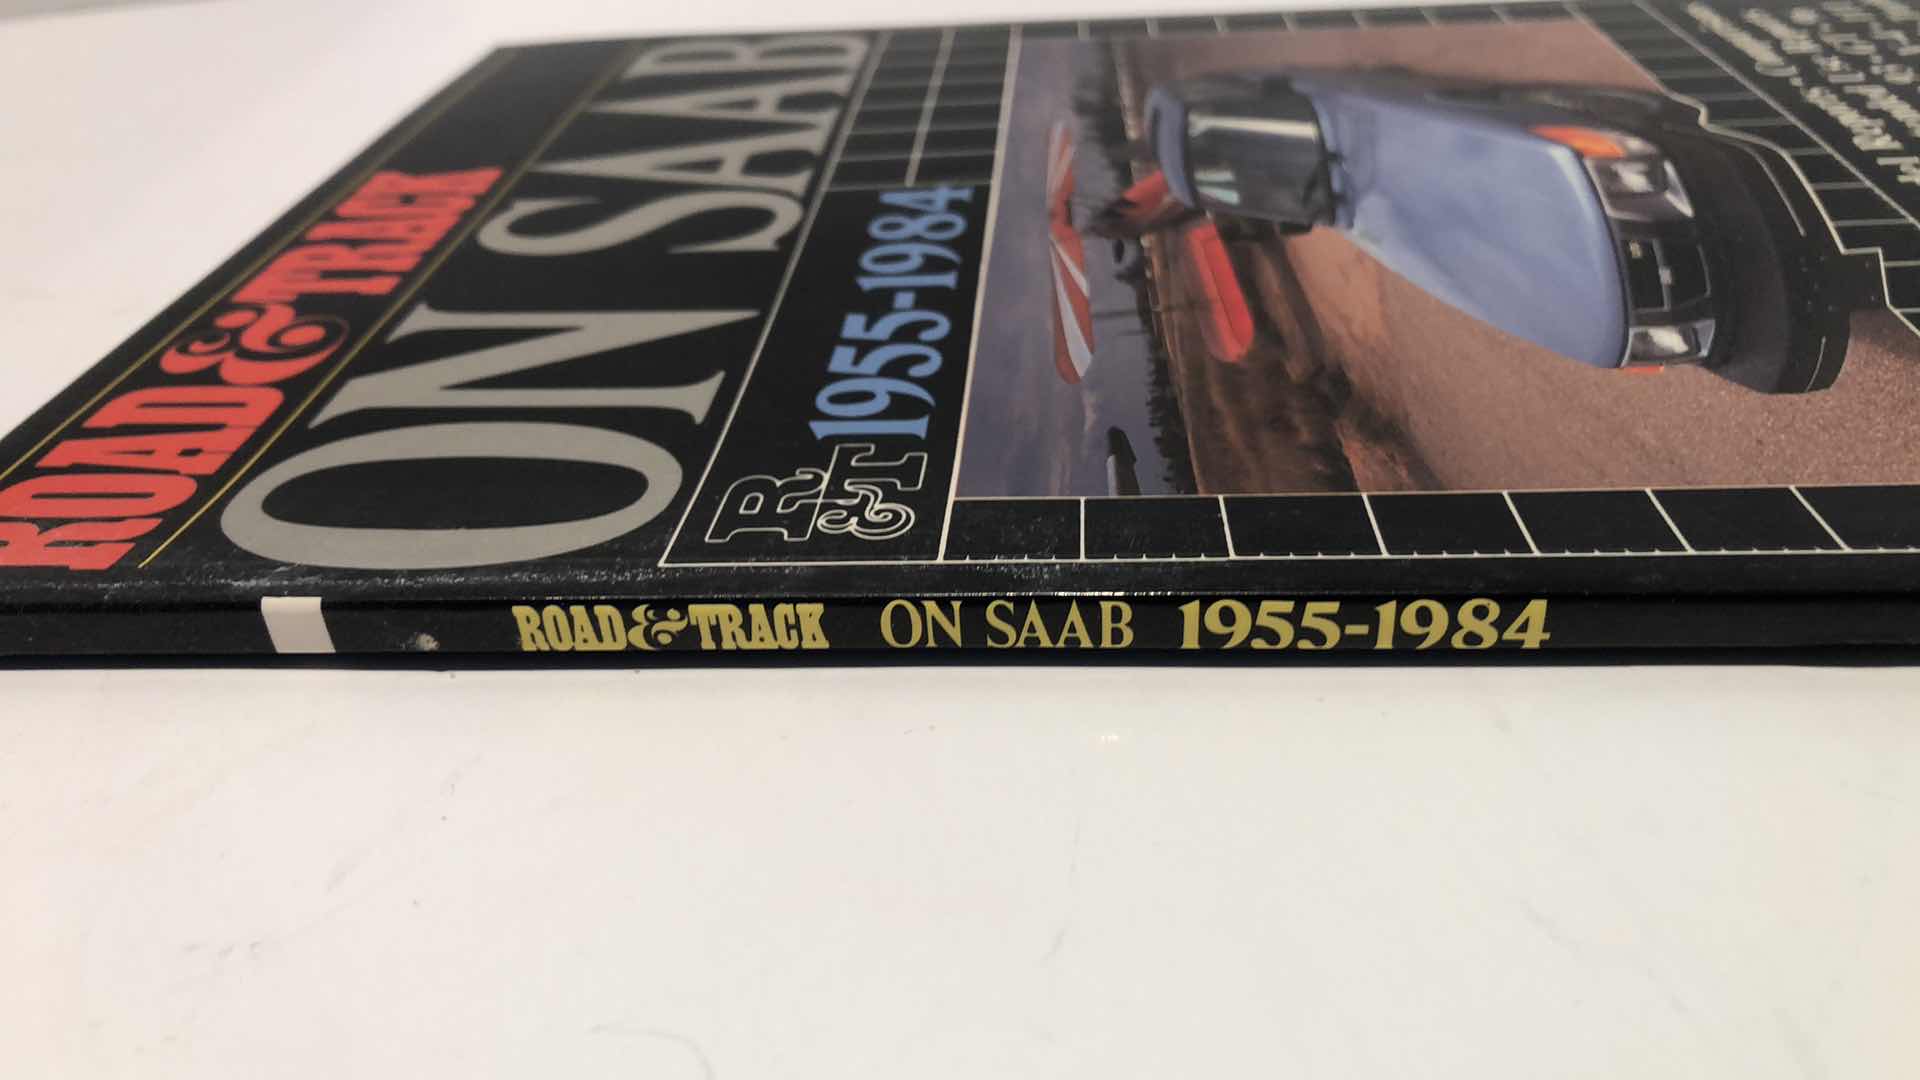 ROAD & TRACK
ON SAAB
R&T 1955-1984
ROAD & TRACK ON SAAB 1955-1984